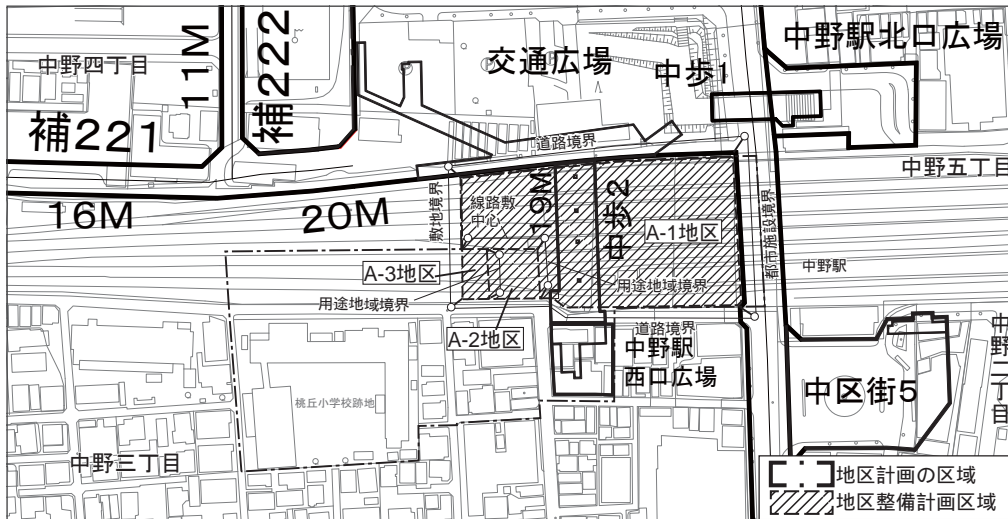 中野四丁目
11M
補222
交通広場
中歩1
中野駅北口広場
補221
道路境界
中野五丁目
16M
20M
敷地境界
線路敷
中心
19M
中歩2
A-1地区
都市施設境界
中野駅
A-3地区
用途地域境界
用途地域境界
A-2地区
道路境界
中野駅
西口広場
中野二丁目
中区街5
桃丘小学校跡地
中野三丁目
地区計画の区域
地区整備計画区域